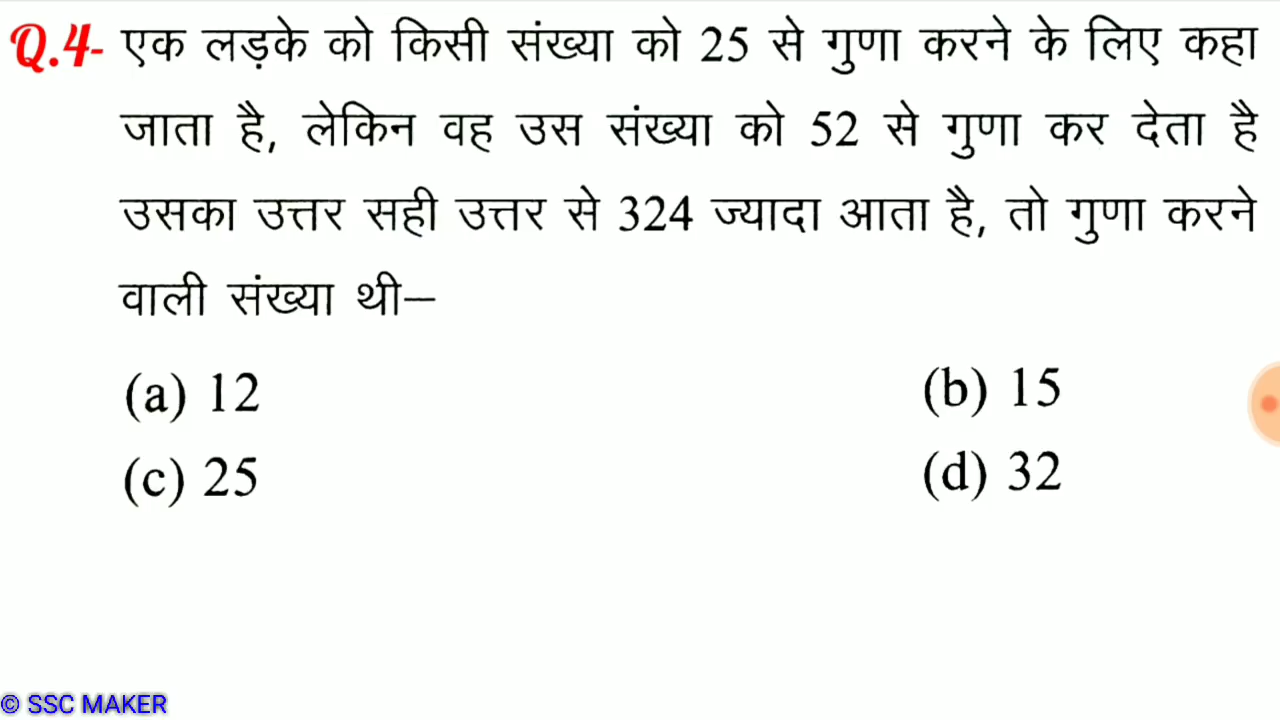 Q.4- एक लड़के को किसी संख्या को 25 से गुणा करने के लिए कहा
जाता है, लेकिन वह उस संख्या को 52 से गुणा कर देता है
उसका उत्तर सही उत्तर से 324 ज्यादा आता है, तो गुणा करने
वाली संख्या थी–
(a) 12 (b) 15
(c) 25 (d) 32
© SSC MAKER